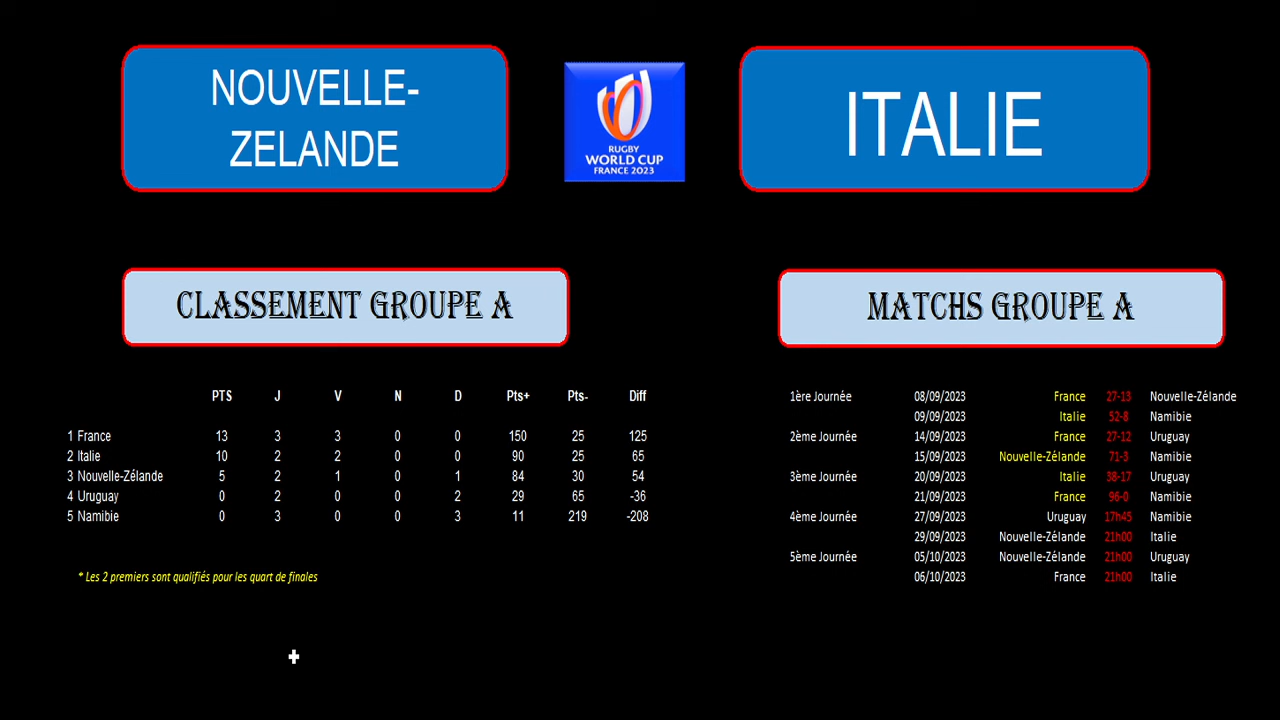 NOUVELLE-
ZELANDE
RUGBY
WORLD CUP
FRANCE 2023
ITALIE
CLASSEMENT GROUPE A
MATCHS GROUPE A
PTS J V N D Pts+ Pts- Diff
1 France 13 3 3 0 0 150 25 125
2 Italie 10 2 2 0 0 90 25 65
3 Nouvelle-Zélande 5 2 1 0 1 84 30 54
4 Uruguay 0 2 0 0 2 29 65 -36
5 Namibie 0 3 0 0 3 11 219 -208
* Les 2 premiers sont qualifiés pour les quart de finales
1ère Journée 08/09/2023 France 27-13 Nouvelle-Zélande
09/09/2023 Italie 52-8 Namibie
2ème Journée 14/09/2023 France 27-12 Uruguay
15/09/2023 Nouvelle-Zélande 71-3 Namibie
3ème Journée 20/09/2023 Italie 38-17 Uruguay
21/09/2023 France 96-0 Namibie
4ème Journée 27/09/2023 Uruguay 17h45 Namibie
29/09/2023 Nouvelle-Zélande 21h00 Italie
5ème Journée 05/10/2023 Nouvelle-Zélande 21h00 Uruguay
06/10/2023 France 21h00 Italie